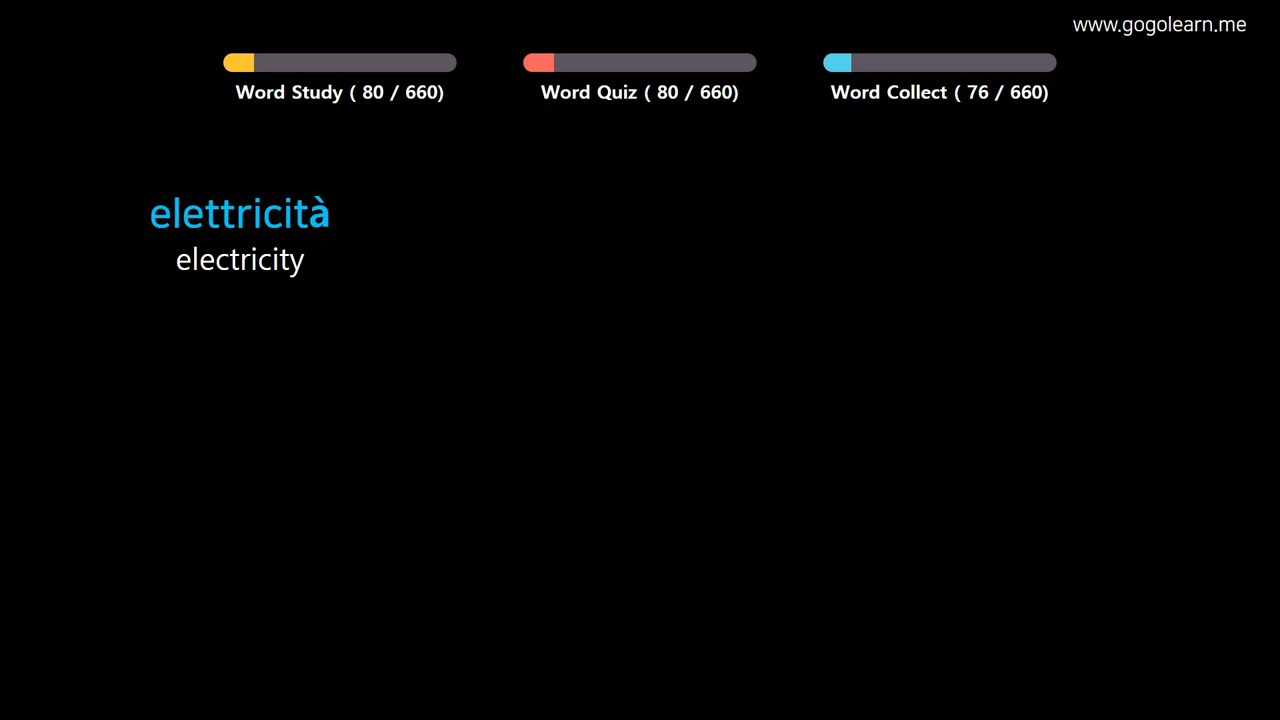 www.gogolearn.me
Word Study ( 80 / 660)
Word Quiz ( 80 / 660)
Word Collect ( 76 / 660)
elettricità
electricity